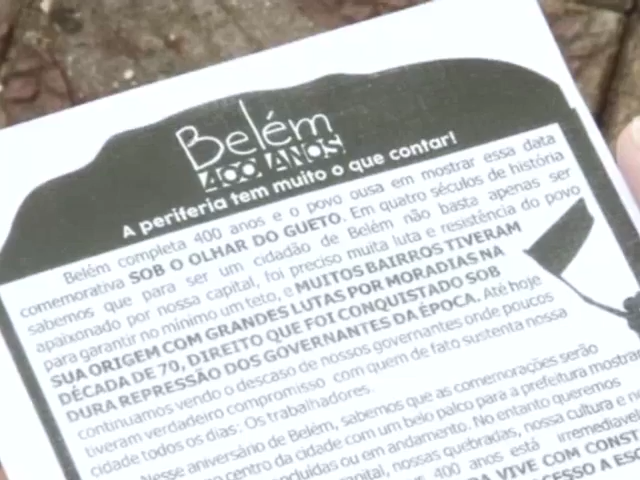 Belém
400 ANOS
A periferia tem muito o que contar!
Belém completa 400 anos e o povo ousa em mostrar essa data
comemorativa SOB O OLHAR DO GUETO. Em quatro séculos de história
sabemos que para ser um cidadão de Belém não basta apenas ser
apaixonado por nossa capital, foi preciso muita luta e resistência do povo
para garantir no mínimo um teto, e MUITOS BAIRROS TIVERAM
SUA ORIGEM COM GRANDES LUTAS POR MORADIAS NA
DÉCADA DE 70, DIREITO QUE FOI CONQUISTADO SOB
DURA REPRESSÃO DOS GOVERNANTES DA ÉPOCA. Até hoje
continuamos vendo o descaso de nossos governantes onde poucos
tiveram verdadeiro compromisso com quem de fato sustenta nossa
cidade todos os dias: Os trabalhadores.
Nesse aniversário de Belém, sabemos que as comemorações serão
centro da cidade com um belo palco para a prefeitura mostrar
ou em andamento. No entanto queremos
nossas quebradas, nossa cultura e
400 anos está
VIVE COM